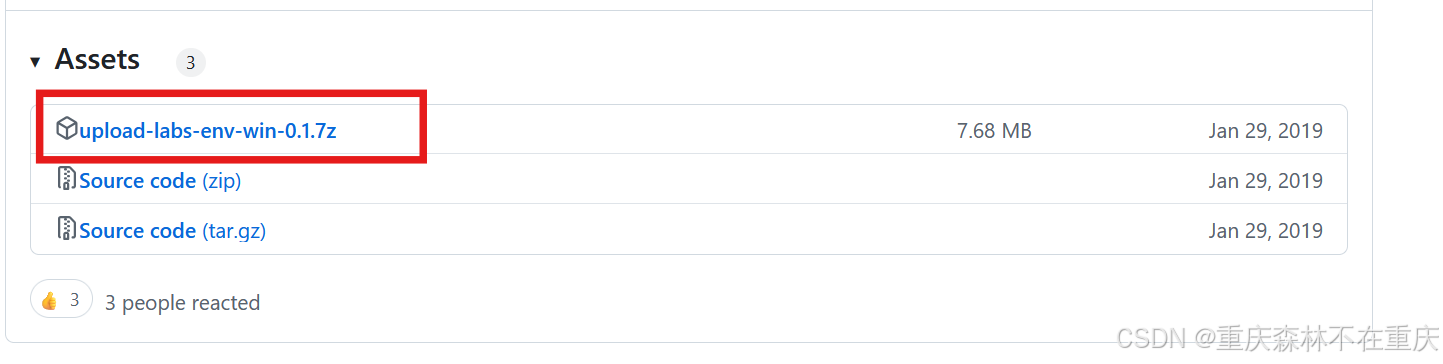 Assets 3
upload-labs-env-win-0.1.7z 7.68 MB Jan 29, 2019
Source code (zip) Jan 29, 2019
Source code (tar.gz) Jan 29, 2019
👍 3 3 people reacted
CSDN @重庆森林不在重庆